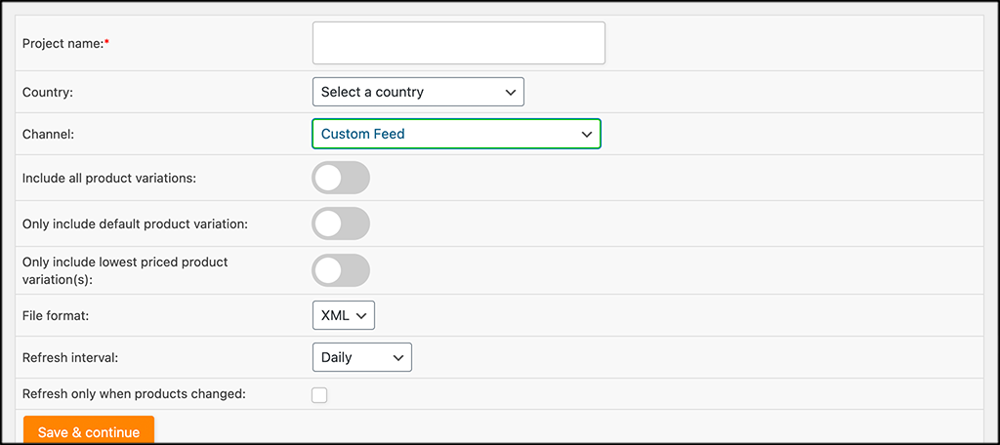 Project name:*
Country:
Select a country
Channel:
Custom Feed
Include all product variations:
Only include default product variation:
Only include lowest priced product
variation(s):
File format:
XML
Refresh interval:
Daily
Refresh only when products changed:
Save & continue